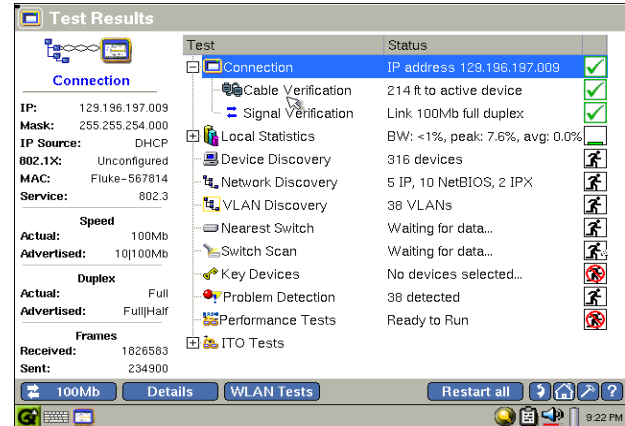 Test Results
Connection
IP: 129.196.197.009
Mask: 255.255.254.000
IP Source: DHCP
802.1X: Unconfigured
MAC: Fluke-567814
Service: 802.3
Speed
Actual: 100Mb
Advertised: 10|100Mb
Duplex
Actual: Full
Advertised: Full|Half
Frames
Received: 1826583
Sent: 234900
Test Status
Connection IP address 129.196.197.009
Cable Verification 214 ft to active device
Signal Verification Link 100Mb full duplex
Local Statistics BW: <1%, peak: 7.6%, avg: 0.0%
Device Discovery 316 devices
Network Discovery 5 IP, 10 NetBIOS, 2 IPX
VLAN Discovery 38 VLANs
Nearest Switch Waiting for data...
Switch Scan Waiting for data...
Key Devices No devices selected...
Problem Detection 38 detected
Performance Tests Ready to Run
ITO Tests
100Mb Details WLAN Tests Restart all ?
9:22 PM